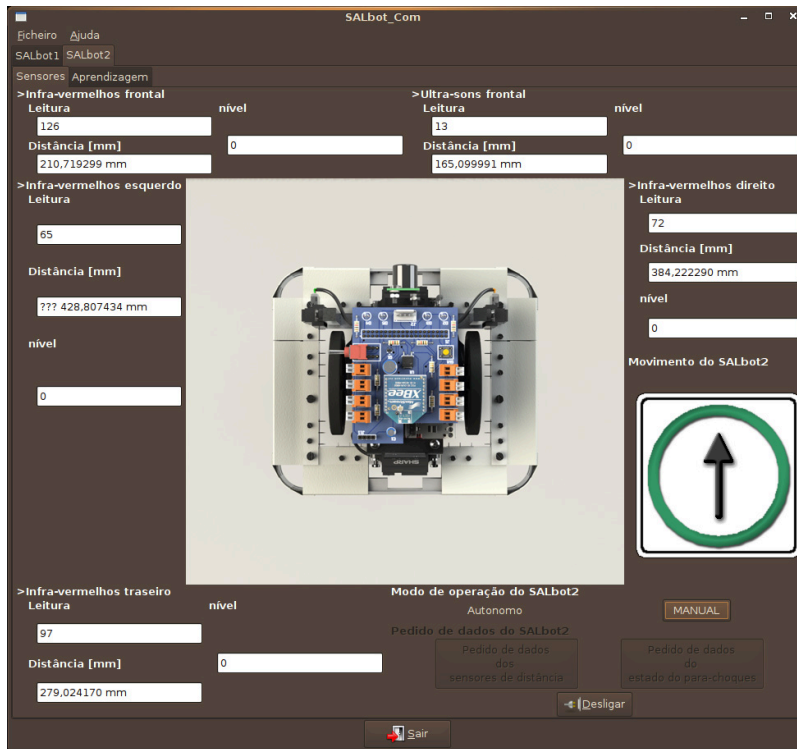 SALbot_Com
Ficheiro Ajuda
SALbot1 SALbot2
Sensores Aprendizagem
>Infra-vermelhos frontal
Leitura nível
126
Distância [mm] 0
210,719299 mm
>Ultra-sons frontal
Leitura nível
13
Distância [mm] 0
165,099991 mm
>Infra-vermelhos esquerdo
Leitura
65
Distância [mm]
??? 428,807434 mm
nível
0
XBee
SHARP
>Infra-vermelhos direito
Leitura
72
Distância [mm]
384,222290 mm
nível
0
Movimento do SALbot2
>Infra-vermelhos traseiro
Leitura nível
97
Distância [mm] 0
279,024170 mm
Modo de operação do SALbot2
Autonomo MANUAL
Pedido de dados do SALbot2
Pedido de dados
dos
sensores de distância
Pedido de dados
do
estado do para-choques
Desligar
Sair